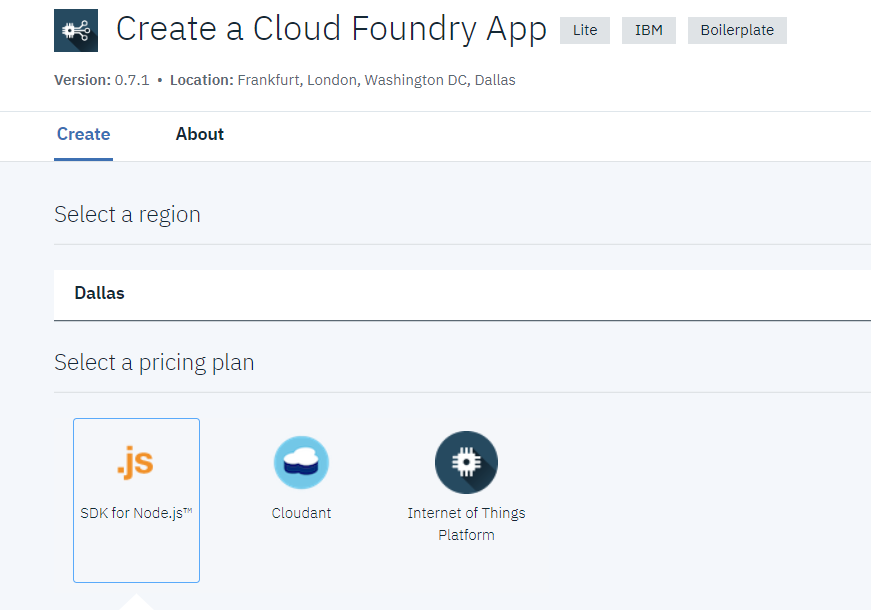 Create a Cloud Foundry App Lite IBM Boilerplate
Version: 0.7.1 • Location: Frankfurt, London, Washington DC, Dallas
Create About
Select a region
Dallas
Select a pricing plan
.js
SDK for Node.js™ Cloudant Internet of Things
Platform